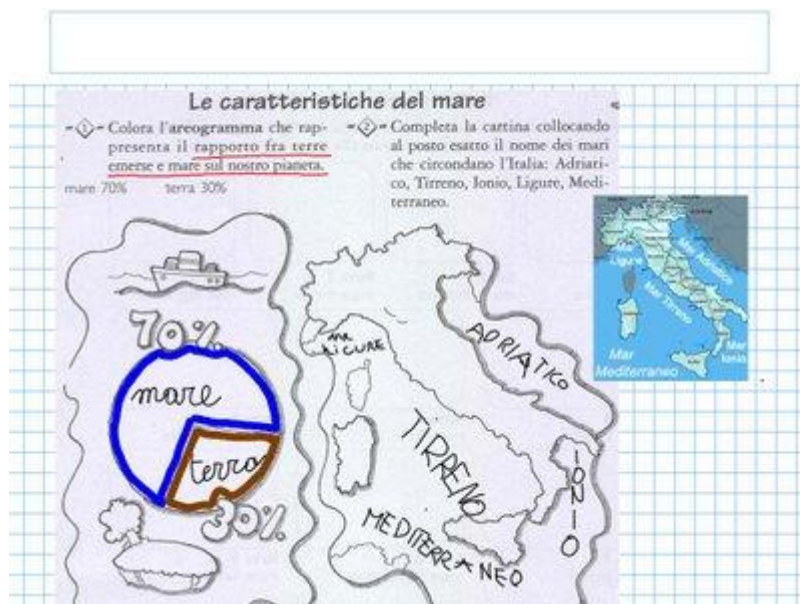 Le caratteristiche del mare
1 Colora l'areogramma che rap-
presenta il rapporto fra terre
emerse e mare sul nostro pianeta.
mare 70% terra 30%
2 Completa la cartina collocando
al posto esatto il nome dei mari
che circondano l'Italia: Adriati-
co, Tirreno, Ionio, Ligure, Medi-
terraneo.
70%
mare
terra
30%
MAR
LIGURE
ADRIATICO
TIRRENO
IONIO
MEDITERRANEO
Ligure
Mar Adriatico
Mar Tirreno
Mar
Ionio
Mar
Mediterraneo